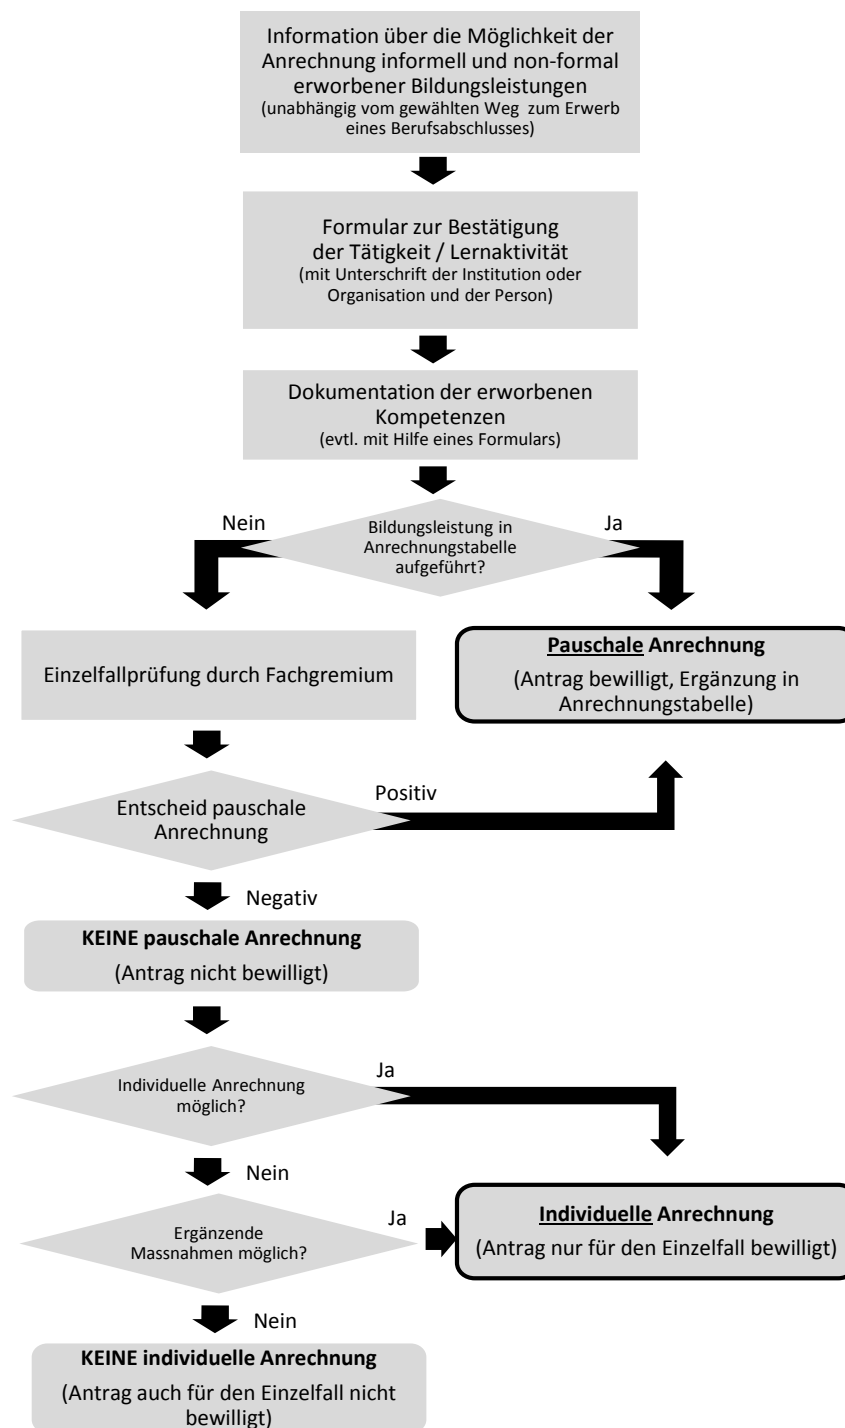 Information über die Möglichkeit der
Anrechnung informell und non-formal
erworbener Bildungsleistungen
(unabhängig vom gewählten Weg zum Erwerb
eines Berufsabschlusses)
Formular zur Bestätigung
der Tätigkeit / Lernaktivität
(mit Unterschrift der Institution oder
Organisation und der Person)
Dokumentation der erworbenen
Kompetenzen
(evtl. mit Hilfe eines Formulars)
Nein
Bildungsleistung in
Anrechnungstabelle
aufgeführt?
Ja
Einzelfallprüfung durch Fachgremium
Pauschale Anrechnung
(Antrag bewilligt, Ergänzung in
Anrechnungstabelle)
Entscheid pauschale
Anrechnung
Positiv
Negativ
KEINE pauschale Anrechnung
(Antrag nicht bewilligt)
Individuelle Anrechnung
möglich?
Ja
Nein
Ergänzende
Massnahmen möglich?
Ja
Individuelle Anrechnung
(Antrag nur für den Einzelfall bewilligt)
Nein
KEINE individuelle Anrechnung
(Antrag auch für den Einzelfall nicht
bewilligt)